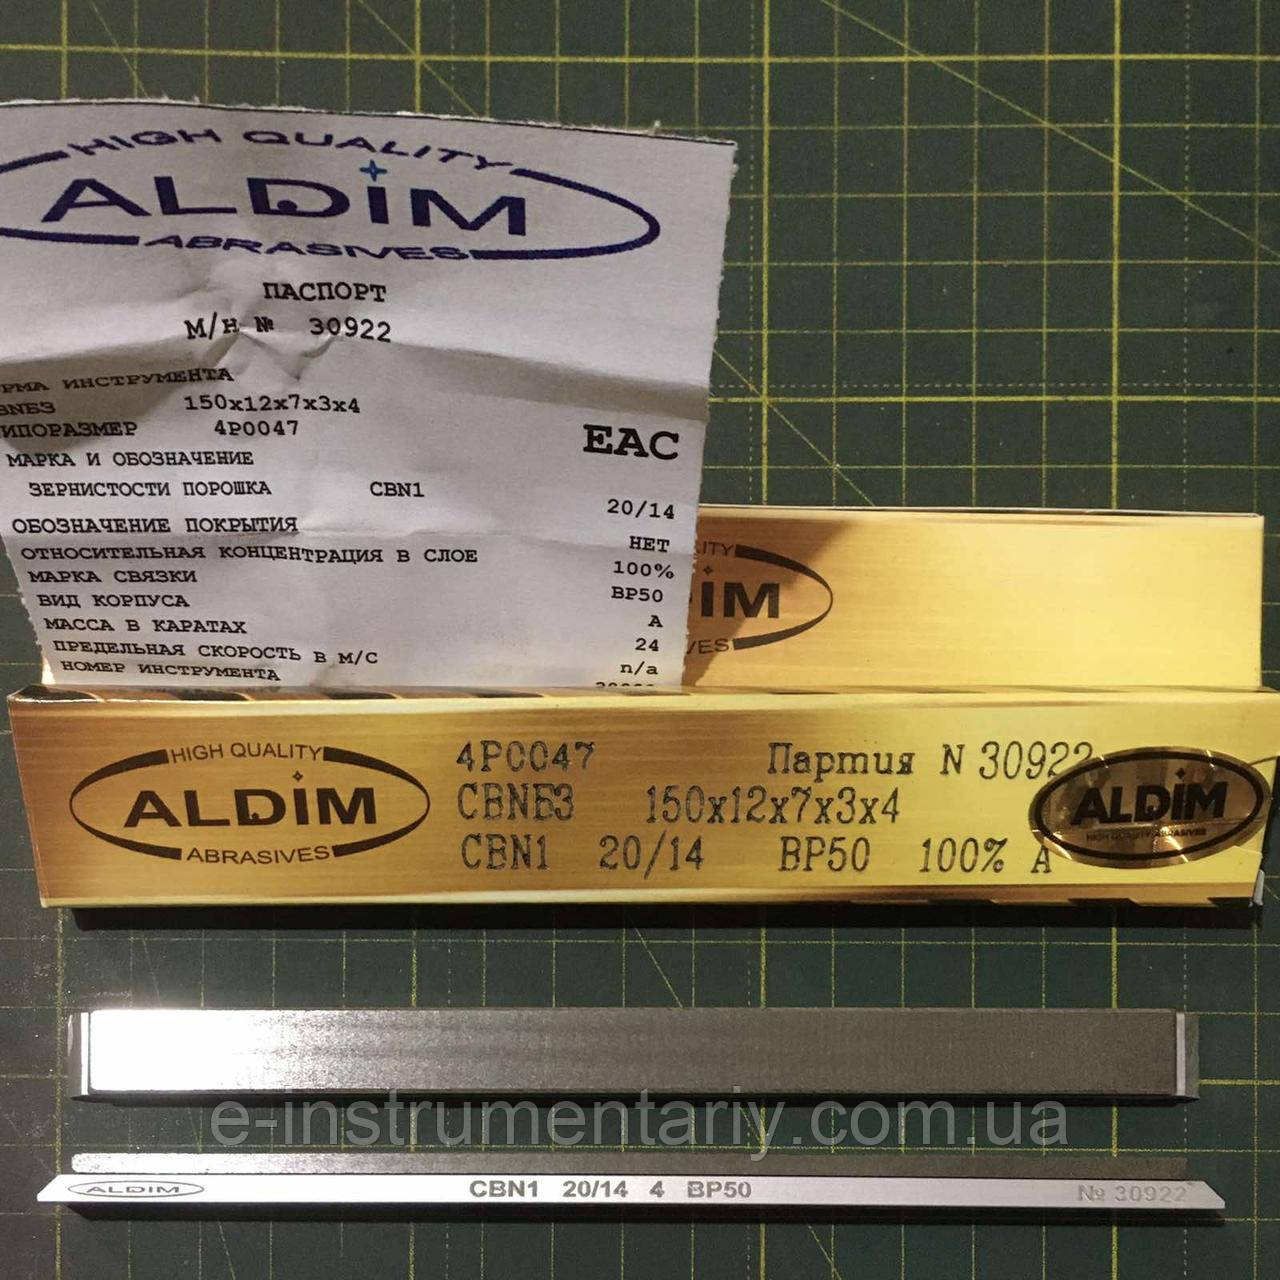 HIGH QUALITY
ALDIM
ABRASIVES
ПАСПОРТ
М/Н № 30922
ИНСТРУМЕНТА
150x12x7x3x4
4P0047
EAC
МАРКА И ОБОЗНАЧЕНИЕ
ЗЕРНИСТОСТИ ПОРОШКА CBN1 20/14
ОБОЗНАЧЕНИЕ ПОКРЫТИЯ НЕТ
ОТНОСИТЕЛЬНАЯ КОНЦЕНТРАЦИЯ В СЛОЕ 100%
МАРКА СВЯЗКИ BP50
ВИД КОРПУСА A
МАССА В КАРАТАХ 24
ПРЕДЕЛЬНАЯ СКОРОСТЬ В М/С n/a
НОМЕР ИНСТРУМЕНТА
HIGH QUALITY
ALDIM
ABRASIVES
4P0047 Партия N 30922
CBNБЗ 150x12x7x3x4
CBN1 20/14 BP50 100% A
ALDIM
HIGH QUALITY ABRASIVES
e-instrumentariy.com.ua
ALDIM CBN1 20/14 4 BP50 № 30922